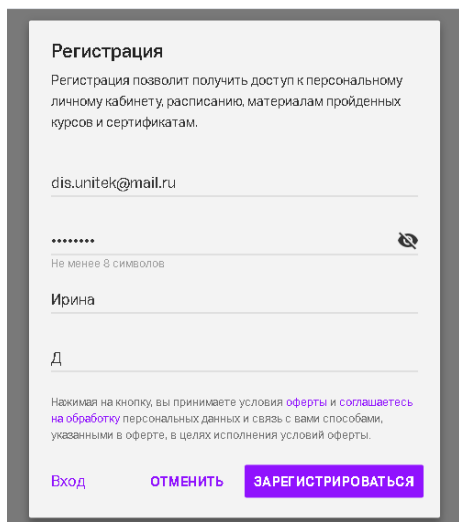 Регистрация
Регистрация позволит получить доступ к персональному
личному кабинету, расписанию, материалам пройденных
курсов и сертификатам.
dis.unitek@mail.ru
••••••••
Не менее 8 символов
Ирина
Д
Нажимая на кнопку, вы принимаете условия оферты и соглашаетесь
на обработку персональных данных и связь с вами способами,
указанными в оферте, в целях исполнения условий оферты.
Вход ОТМЕНИТЬ ЗАРЕГИСТРИРОВАТЬСЯ